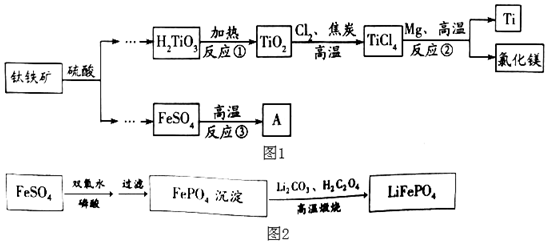 钛铁矿 硫酸 … H₂TiO₃ 加热 反应① TiO₂ Cl₂、焦炭 高温 TiCl₄ Mg、高温 反应② Ti
氯化镁
… FeSO₄ 高温 反应③ A
图1
FeSO₄ 双氧水 磷酸 过滤 FePO₄ 沉淀 Li₂CO₃、H₂C₂O₄ 高温煅烧 LiFePO₄
图2